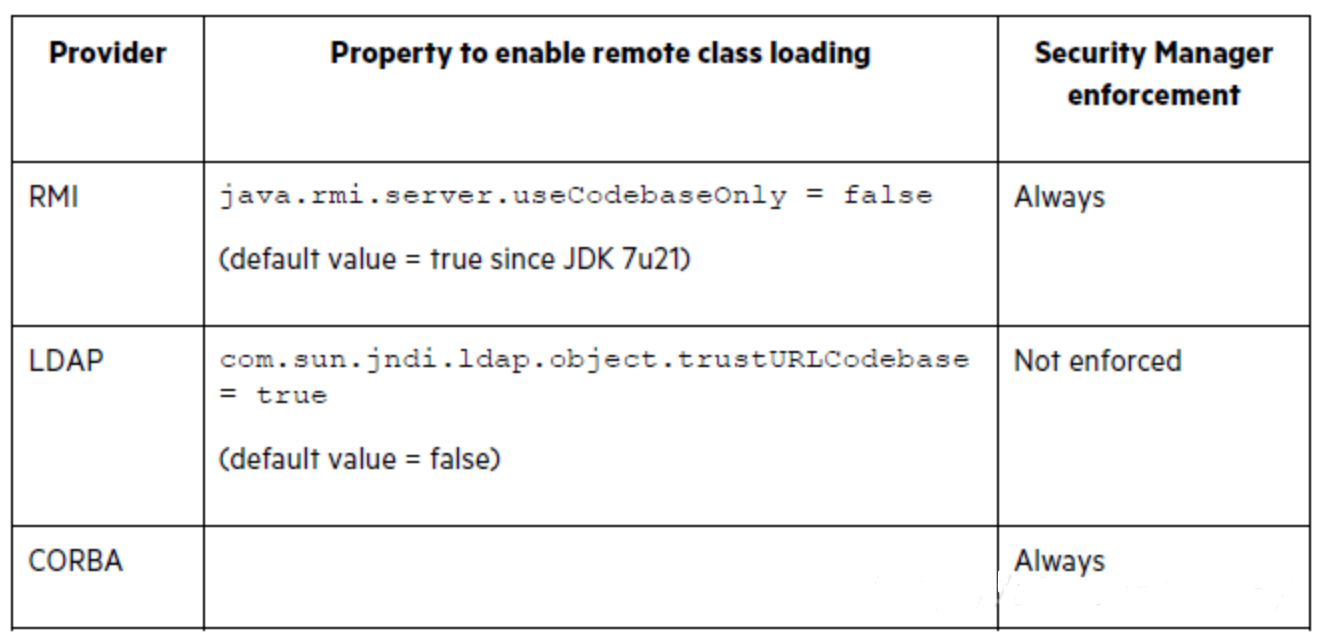 Provider
Property to enable remote class loading
Security Manager
enforcement
RMI
java.rmi.server.useCodebaseOnly = false
(default value = true since JDK 7u21)
Always
LDAP
com.sun.jndi.ldap.object.trustURLCodebase
= true
(default value = false)
Not enforced
CORBA
Always